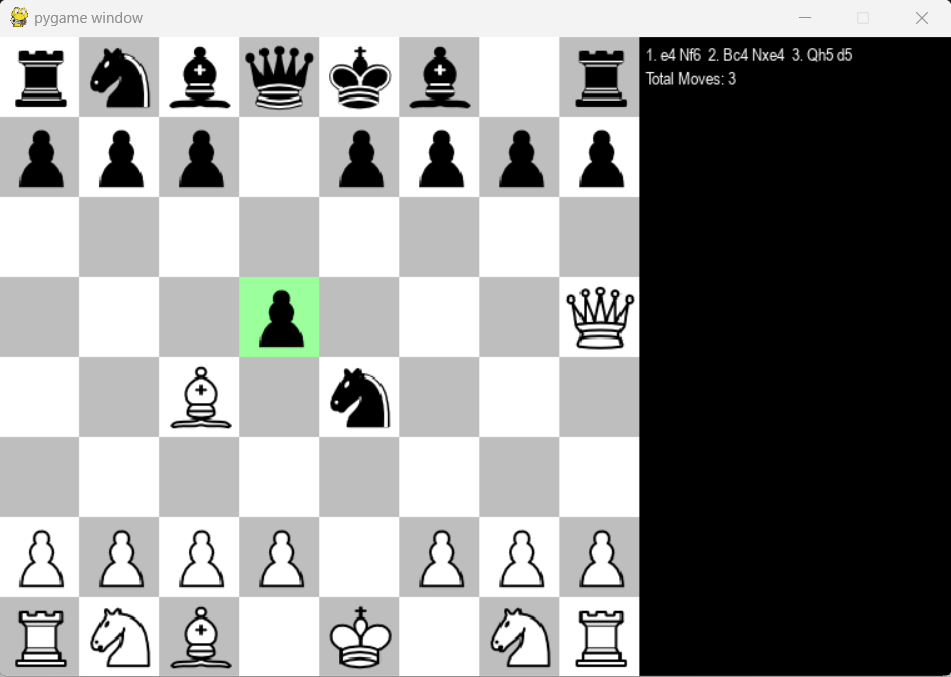 pygame window
1. e4 Nf6 2. Bc4 Nxe4 3. Qh5 d5
Total Moves: 3